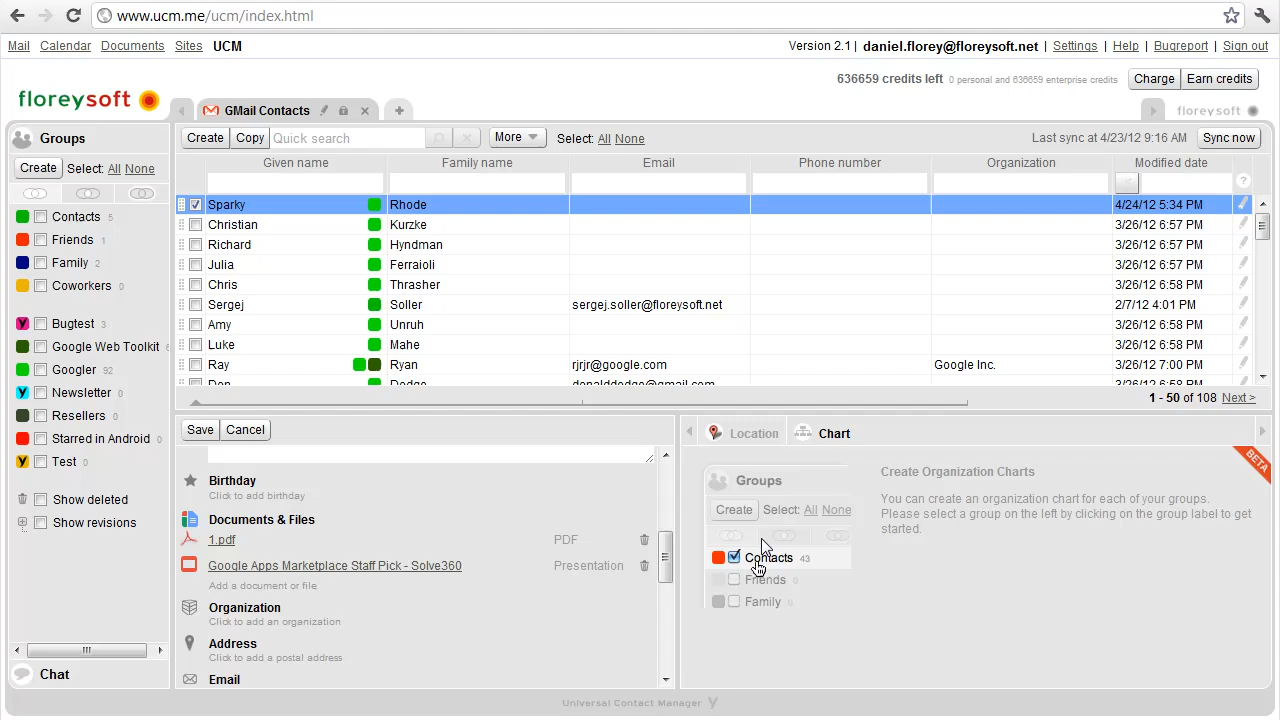 www.ucm.me/ucm/index.html
Mail Calendar Documents Sites UCM
Version 2.1 | daniel.florey@floreysoft.net | Settings | Help | Bugreport | Sign out
636659 credits left 0 personal and 636659 enterprise credits Charge Earn credits
floreysoft GMail Contacts floreysoft
Groups
Create Copy Quick search More Select: All None Last sync at 4/23/12 9:16 AM Sync now
Create Select: All None
Given name Family name Email Phone number Organization Modified date
?
Sparky Rhode 4/24/12 5:34 PM
Christian Kurzke 3/26/12 6:57 PM
Richard Hyndman 3/26/12 6:57 PM
Julia Ferraioli 3/26/12 6:57 PM
Chris Thrasher 3/26/12 6:57 PM
Sergej Soller sergej.soller@floreysoft.net 2/7/12 4:01 PM
Amy Unruh 3/26/12 6:58 PM
Luke Mahe 3/26/12 6:58 PM
Ray Ryan rjrjr@google.com Google Inc. 3/26/12 7:00 PM
Don Dodge donalddodge@gmail.com 3/26/12 6:58 PM
1 - 50 of 108 Next >
Contacts 5
Friends 1
Family 2
Coworkers 0
Bugtest 3
Google Web Toolkit 6
Googler 92
Newsletter 0
Resellers 0
Starred in Android 0
Test 0
Show deleted
Show revisions
Chat
Save Cancel
Birthday
Click to add birthday
Documents & Files
1.pdf PDF
Google Apps Marketplace Staff Pick - Solve360 Presentation
Add a document or file
Organization
Click to add an organization
Address
Click to add a postal address
Email
Location Chart
BETA
Groups
Create Select: All None
Contacts 43
Friends 0
Family 0
Create Organization Charts
You can create an organization chart for each of your groups.
Please select a group on the left by clicking on the group label to get
started.
Universal Contact Manager